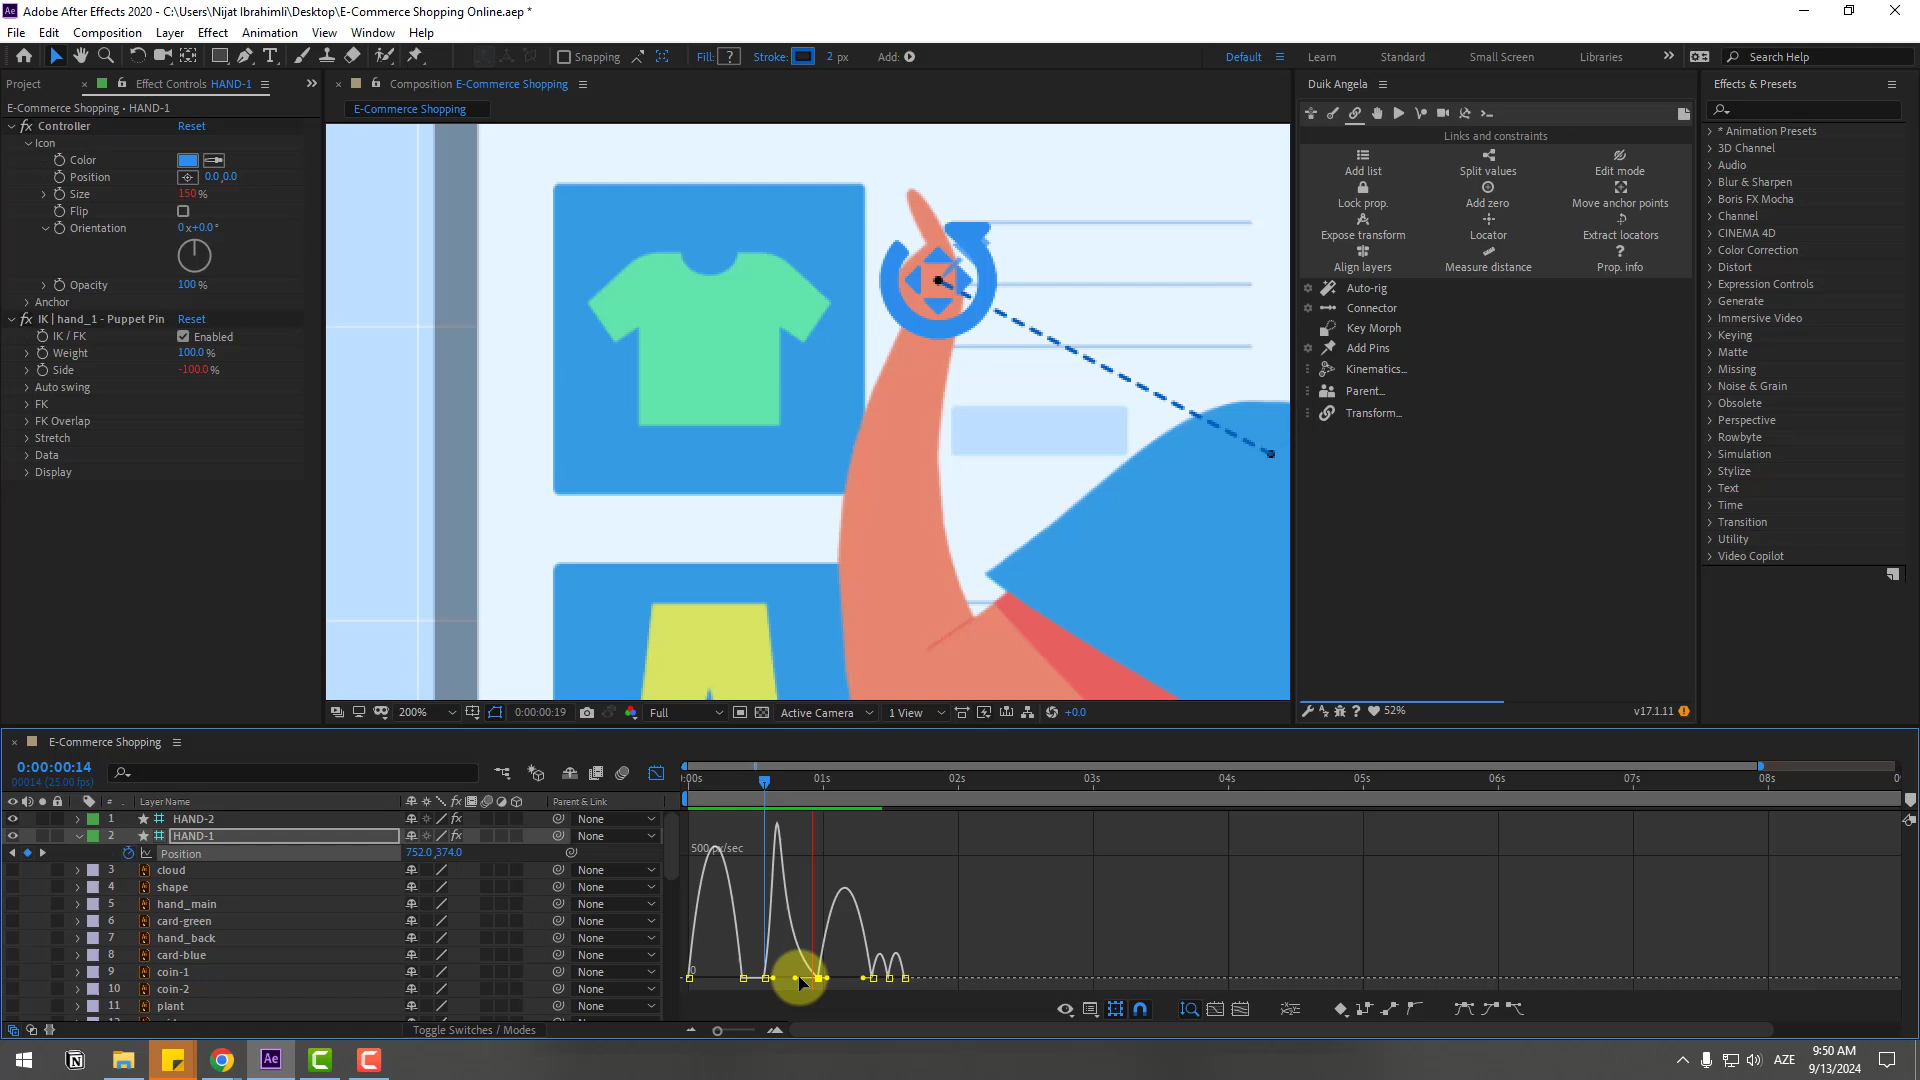 Adobe After Effects 2020 - C:\Users\Nijat Ibrahimli\Desktop\E-Commerce Shopping Online.aep *
File Edit Composition Layer Effect Animation View Window Help
Snapping Fill: ? Stroke: 2 px Add: Default Learn Standard Small Screen Libraries Search Help
Project Effect Controls HAND-1 Composition E-Commerce Shopping Duik Angela Effects & Presets
E-Commerce Shopping • HAND-1
E-Commerce Shopping
Controller Reset
Icon
Color
Position 0.0,0.0
Size 150 %
Flip
Orientation 0x+0.0°
Opacity 100 %
Anchor
IK | hand_1 - Puppet Pin Reset
IK / FK Enabled
Weight 100.0 %
Side -100.0 %
Auto swing
FK
FK Overlap
Stretch
Data
Display
200% 0:00:00:19 Full Active Camera 1 View +0.0
Links and constraints
Add list Split values Edit mode
Lock prop. Add zero Move anchor points
Expose transform Locator Extract locators
Align layers Measure distance Prop. info
Auto-rig
Connector
Key Morph
Add Pins
Kinematics...
Parent...
Transform...
52% v17.1.11
* Animation Presets
3D Channel
Audio
Blur & Sharpen
Boris FX Mocha
Channel
CINEMA 4D
Color Correction
Distort
Expression Controls
Generate
Immersive Video
Keying
Matte
Missing
Noise & Grain
Obsolete
Perspective
Rowbyte
Simulation
Stylize
Text
Time
Transition
Utility
Video Copilot
E-Commerce Shopping
0:00:00:14
00014 (25.00 fps)
:00s 01s 02s 03s 04s 05s 06s 07s 08s
# Layer Name Parent & Link
1 HAND-2 None
2 HAND-1 None
Position 752.0,374.0
3 cloud None
4 shape None
5 hand_main None
6 card-green None
7 hand_back None
8 card-blue None
9 coin-1 None
10 coin-2 None
11 plant None
500 px/sec
0
Toggle Switches / Modes
AZE
9:50 AM
9/13/2024